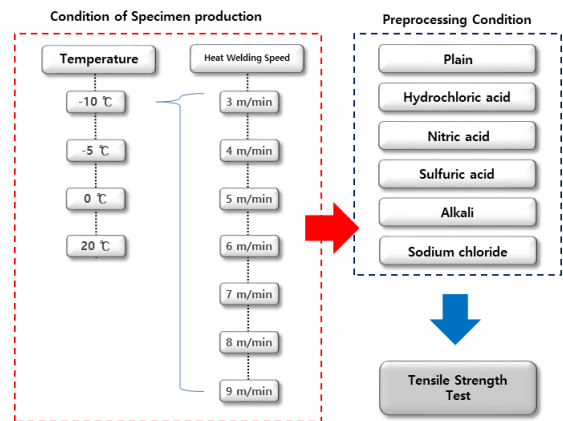 Condition of Specimen production
Temperature
-10 ℃
-5 ℃
0 ℃
20 ℃
Heat Welding Speed
3 m/min
4 m/min
5 m/min
6 m/min
7 m/min
8 m/min
9 m/min
Preprocessing Condition
Plain
Hydrochloric acid
Nitric acid
Sulfuric acid
Alkali
Sodium chloride
Tensile Strength
Test